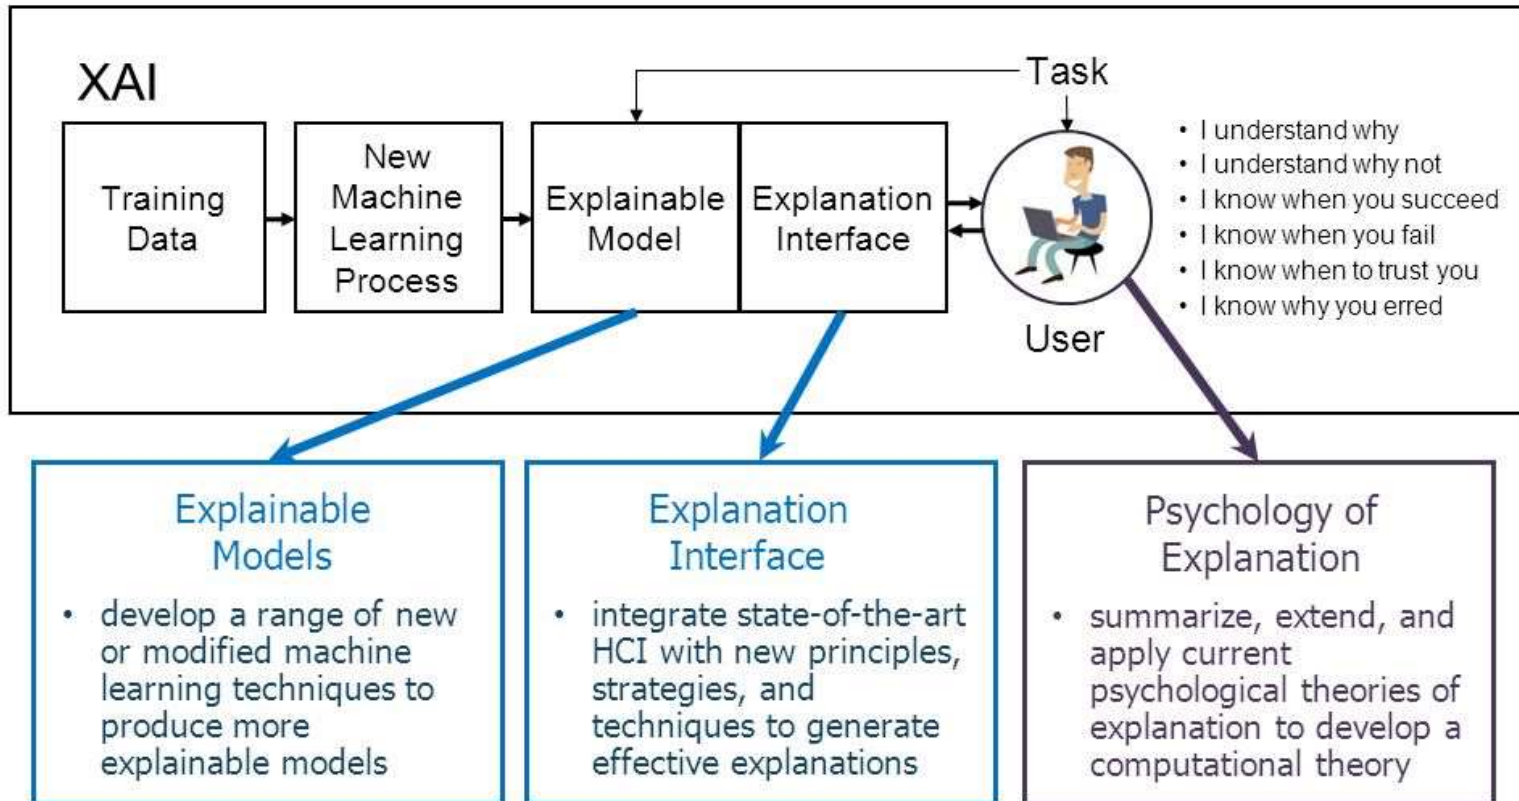 XAI
Task
Training
Data
New
Machine
Learning
Process
Explainable
Model
Explanation
Interface
User
• I understand why
• I understand why not
• I know when you succeed
• I know when you fail
• I know when to trust you
• I know why you erred
Explainable
Models
• develop a range of new
or modified machine
learning techniques to
produce more
explainable models
Explanation
Interface
• integrate state-of-the-art
HCI with new principles,
strategies, and
techniques to generate
effective explanations
Psychology of
Explanation
• summarize, extend, and
apply current
psychological theories of
explanation to develop a
computational theory